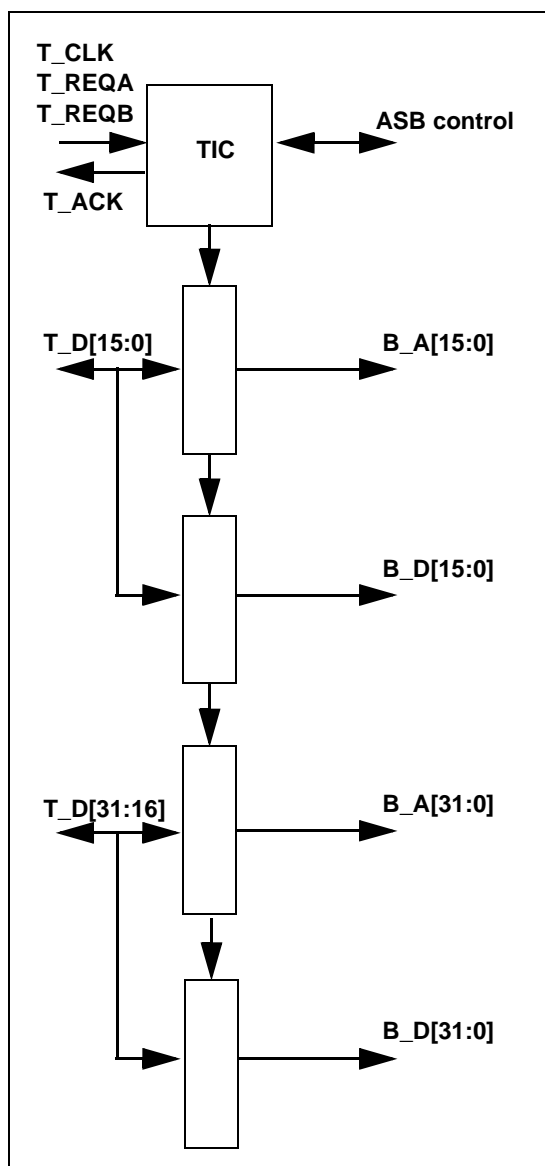 T_CLK
T_REQA
T_REQB
TIC
ASB control
T_ACK
T_D[15:0]
B_A[15:0]
B_D[15:0]
T_D[31:16]
B_A[31:0]
B_D[31:0]